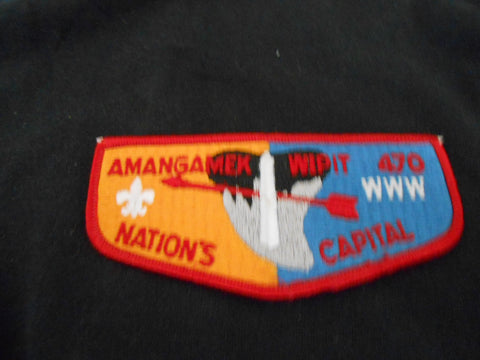 AMANGAMEK WIPIT 470
WWW
NATION'S CAPITAL